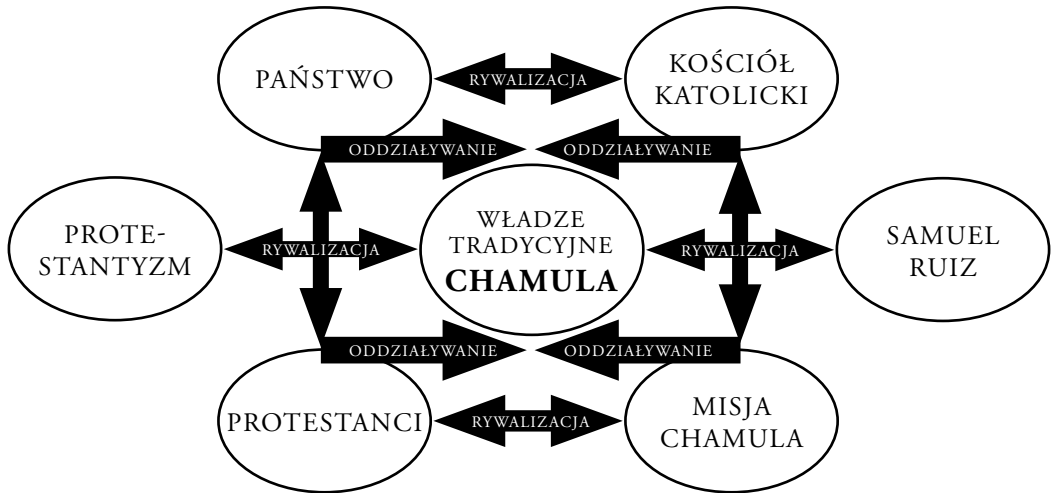 PAŃSTWO
RYWALIZACJA
KOŚCIÓŁ
KATOLICKI
ODDZIAŁYWANIE
ODDZIAŁYWANIE
PROTE-
STANTYZM
RYWALIZACJA
WŁADZE
TRADYCYJNE
CHAMULA
RYWALIZACJA
SAMUEL
RUIZ
ODDZIAŁYWANIE
ODDZIAŁYWANIE
PROTESTANCI
RYWALIZACJA
MISJA
CHAMULA